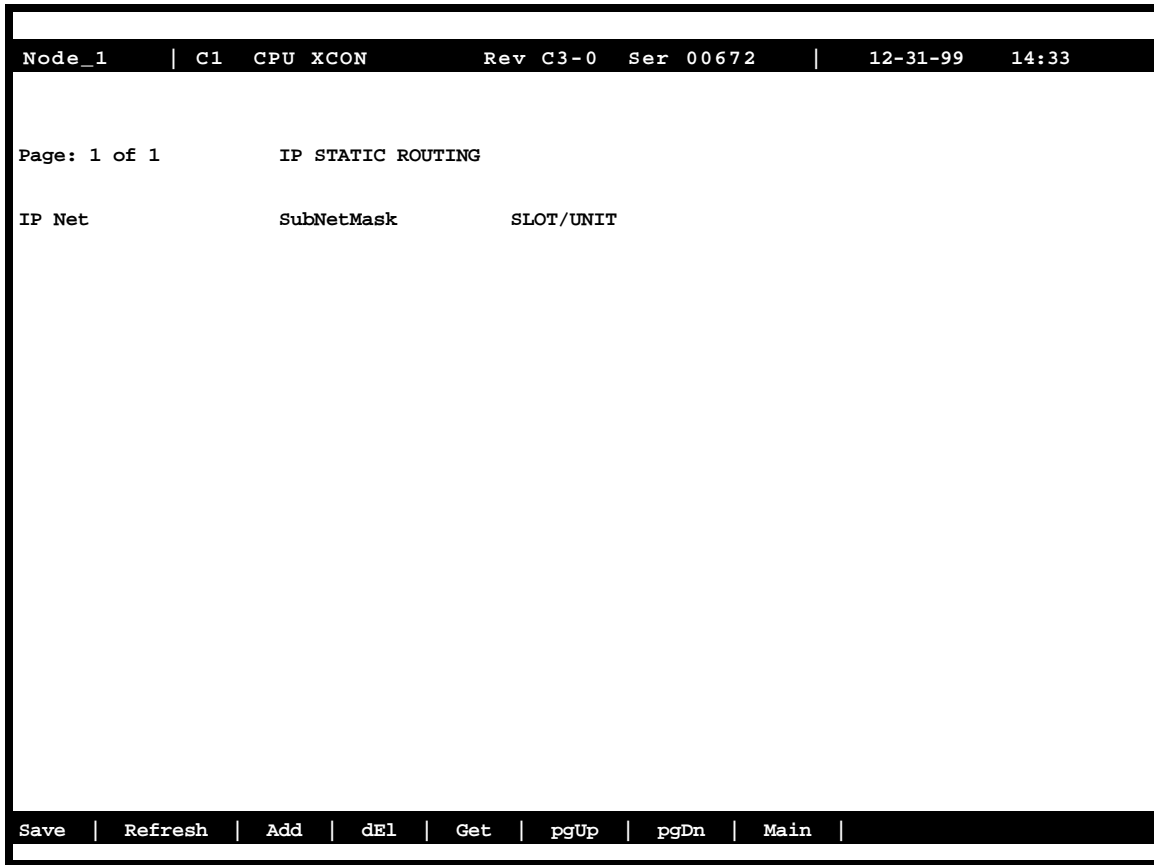 Node_1 | C1 CPU XCON Rev C3-0 Ser 00672 | 12-31-99 14:33
Page: 1 of 1 IP STATIC ROUTING
IP Net SubNetMask SLOT/UNIT
Save | Refresh | Add | dEl | Get | pgUp | pgDn | Main |